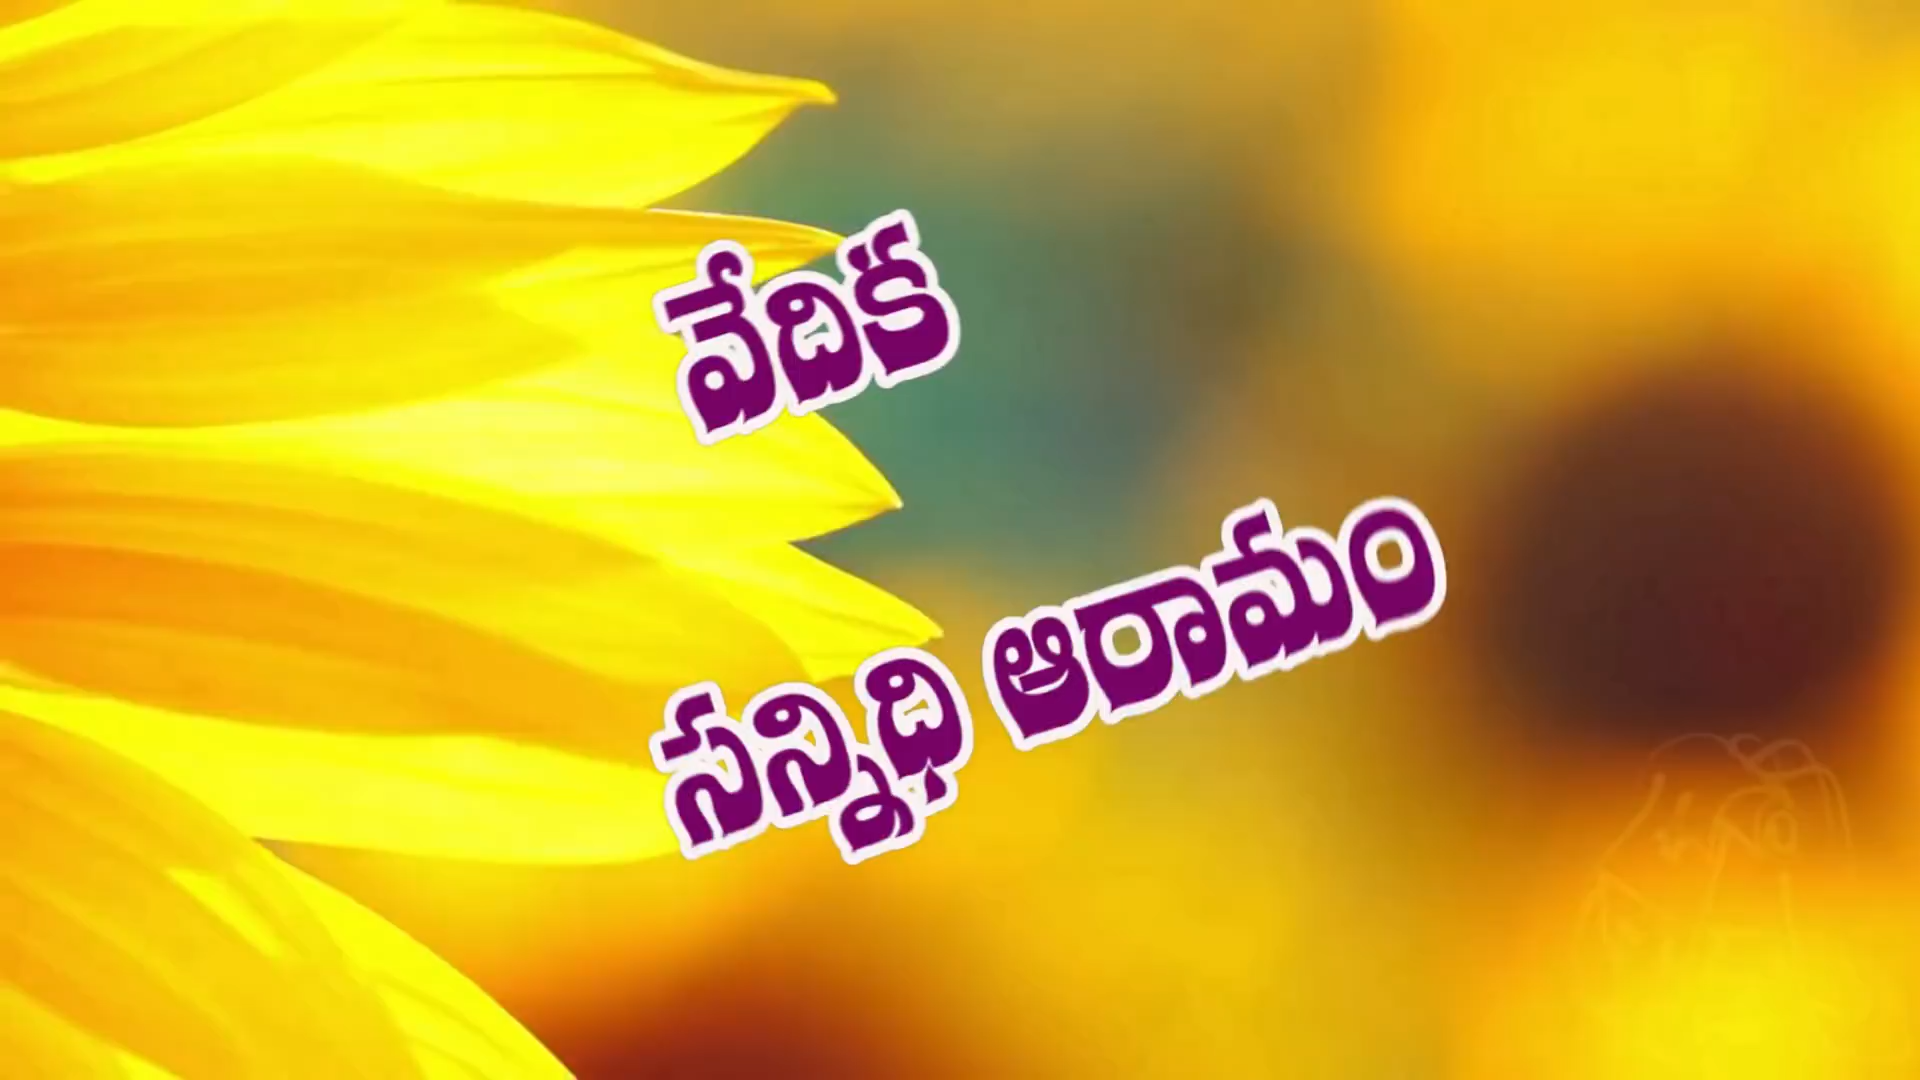 వేదిక
సన్నిధి ఆరామం